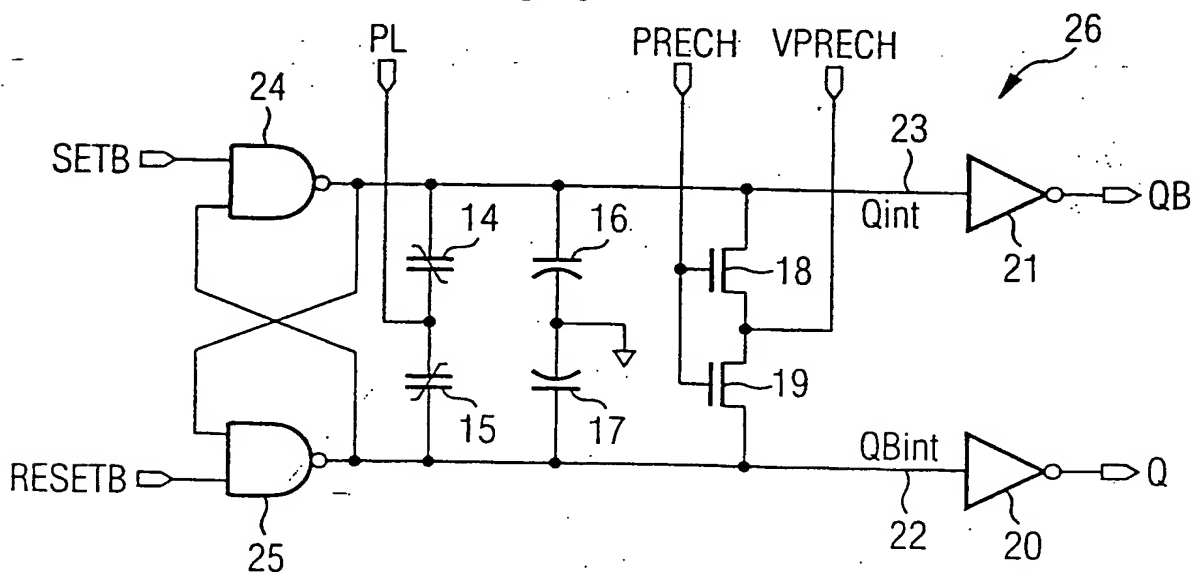 PL
PRECH VPRECH
26
24
SETB
23
14
16
Qint
QB
18
21
19
15
17
QBint
RESETB
Q
25
22
20